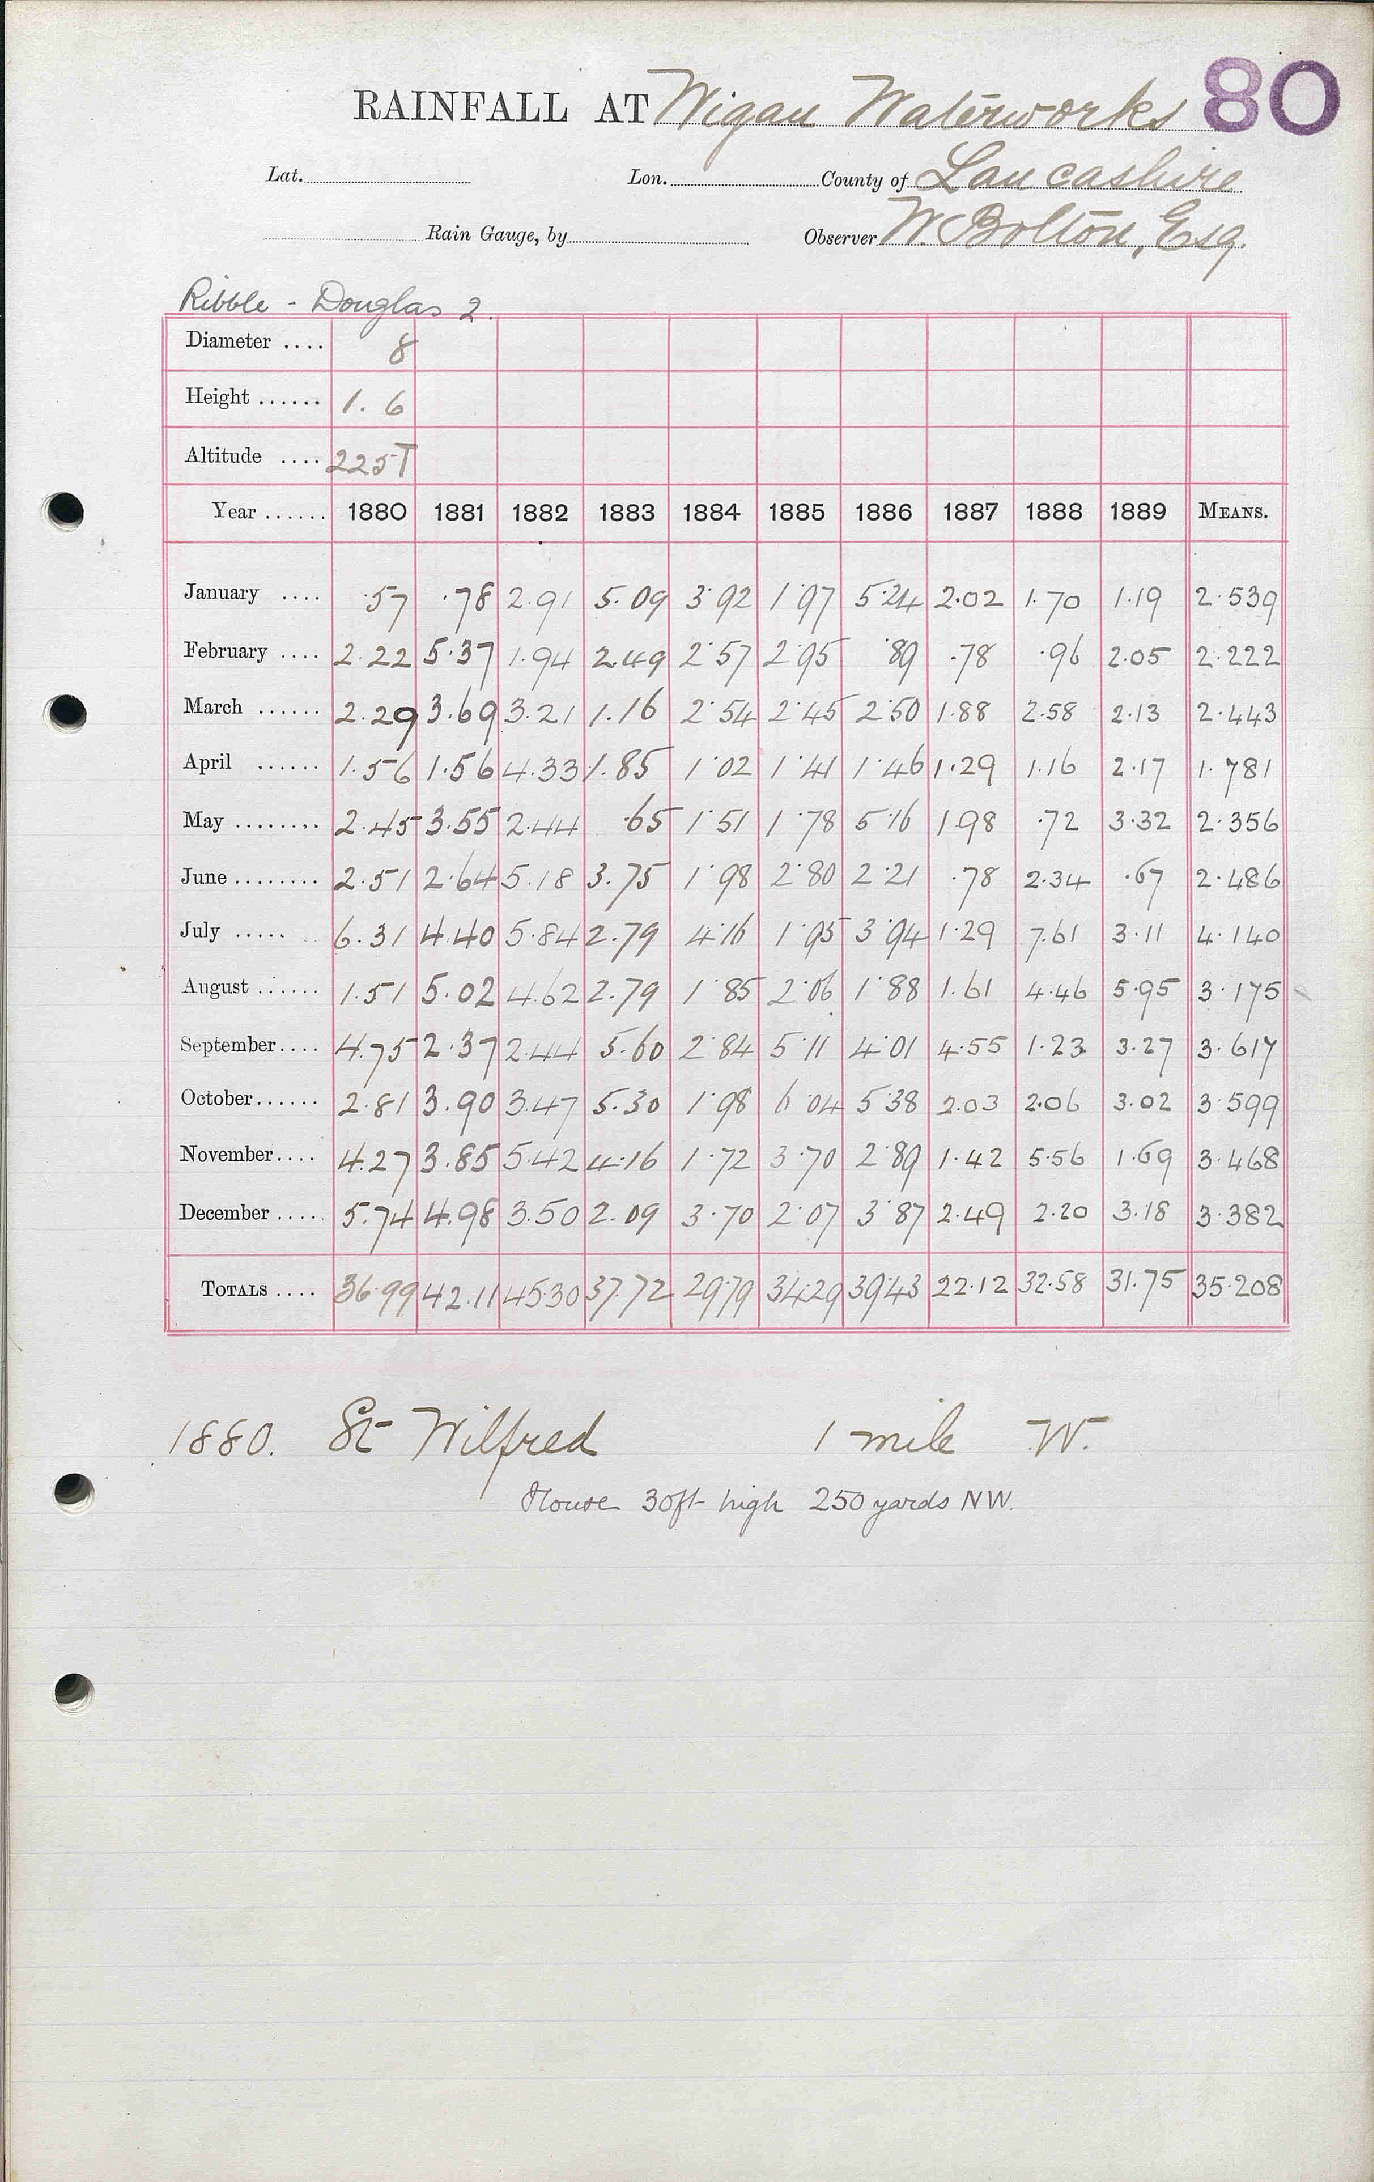 RAINFALL AT Wigan Waterworks 80
Lat. Lon. County of Lancashire
Rain Gauge, by Observer W. Bolton, Esq.
Ribble - Douglas 2.
Diameter .... 8
Height ...... 1. 6
Altitude .... 225T
Year ...... 1880 1881 1882 1883 1884 1885 1886 1887 1888 1889 MEANS.
January .... .57 .78 2.91 5.09 3.92 1.97 5.24 2.02 1.70 1.19 2.539
February .... 2.22 5.37 1.94 2.49 2.57 2.95 .89 .78 .96 2.05 2.222
March ...... 2.29 3.69 3.21 1.16 2.54 2.45 2.50 1.88 2.58 2.13 2.443
April ...... 1.56 1.56 4.33 1.85 1.02 1.41 1.46 1.29 1.16 2.17 1.781
May ........ 2.45 3.55 2.44 .65 1.51 1.78 5.16 1.98 .72 3.32 2.356
June ........ 2.51 2.64 5.18 3.75 1.98 2.80 2.21 .78 2.34 .67 2.486
July ..... 6.31 4.40 5.84 2.79 4.16 1.95 3.94 1.29 7.61 3.11 4.140
August ...... 1.51 5.02 4.62 2.79 1.85 2.06 1.88 1.61 4.46 5.95 3.175
September.... 4.75 2.37 2.44 5.60 2.84 5.11 4.01 4.55 1.23 3.27 3.617
October...... 2.81 3.90 3.47 5.30 1.98 6.04 5.38 2.03 2.06 3.02 3.599
November.... 4.27 3.85 5.42 4.16 1.72 3.70 2.89 1.42 5.56 1.69 3.468
December ..... 5.74 4.98 3.50 2.09 3.70 2.07 3.87 2.49 2.20 3.18 3.382
TOTALS .... 36.99 42.11 45.30 37.72 29.79 34.29 39.43 22.12 32.58 31.75 35.208
1880. St Wilfred 1 mile W.
House 30ft high 250 yards NW.